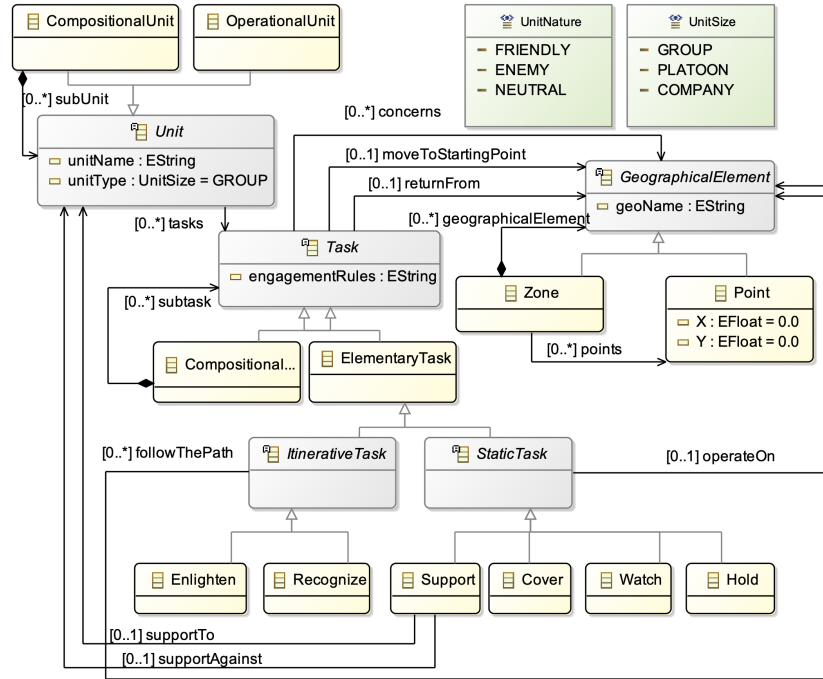 CompositionalUnit
OperationalUnit
UnitNature
FRIENDLY
ENEMY
NEUTRAL
UnitSize
GROUP
PLATOON
COMPANY
[0..*] subUnit
Unit
unitName : EString
unitType : UnitSize = GROUP
[0..*] concerns
[0..1] moveToStartingPoint
[0..1] returnFrom
GeographicalElement
geoName : EString
[0..*] tasks
[0..*] geographicalElement
Task
engagementRules : EString
[0..*] subtask
Zone
Point
X : EFloat = 0.0
Y : EFloat = 0.0
[0..*] points
Compositional...
ElementaryTask
[0..*] followThePath
ItinerativeTask
StaticTask
[0..1] operateOn
Enlighten
Recognize
Support
Cover
Watch
Hold
[0..1] supportTo
[0..1] supportAgainst